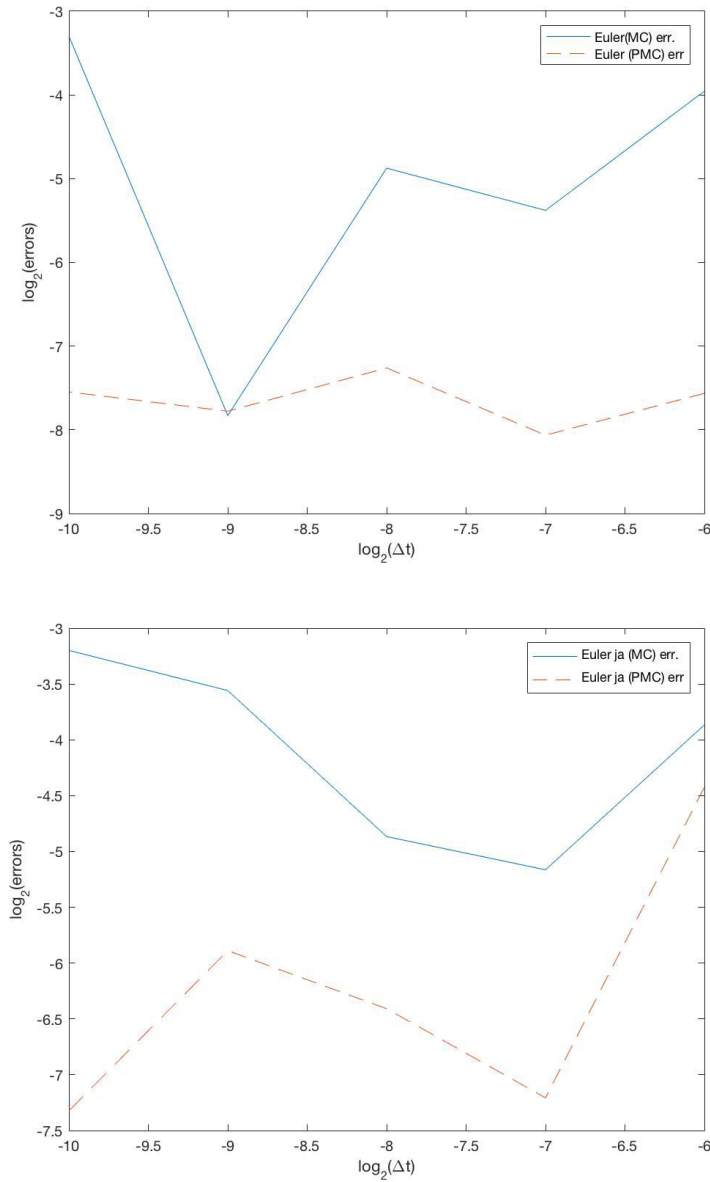 -3
-4
-5
-6
-7
-8
-9
log2(errors)
Euler(MC) err.
Euler (PMC) err
-10 -9.5 -9 -8.5 -8 -7.5 -7 -6.5 -6
log2(Δt)
-3
-3.5
-4
-4.5
-5
-5.5
-6
-6.5
-7
-7.5
log2(errors)
Euler ja (MC) err.
Euler ja (PMC) err
-10 -9.5 -9 -8.5 -8 -7.5 -7 -6.5 -6
log2(Δt)